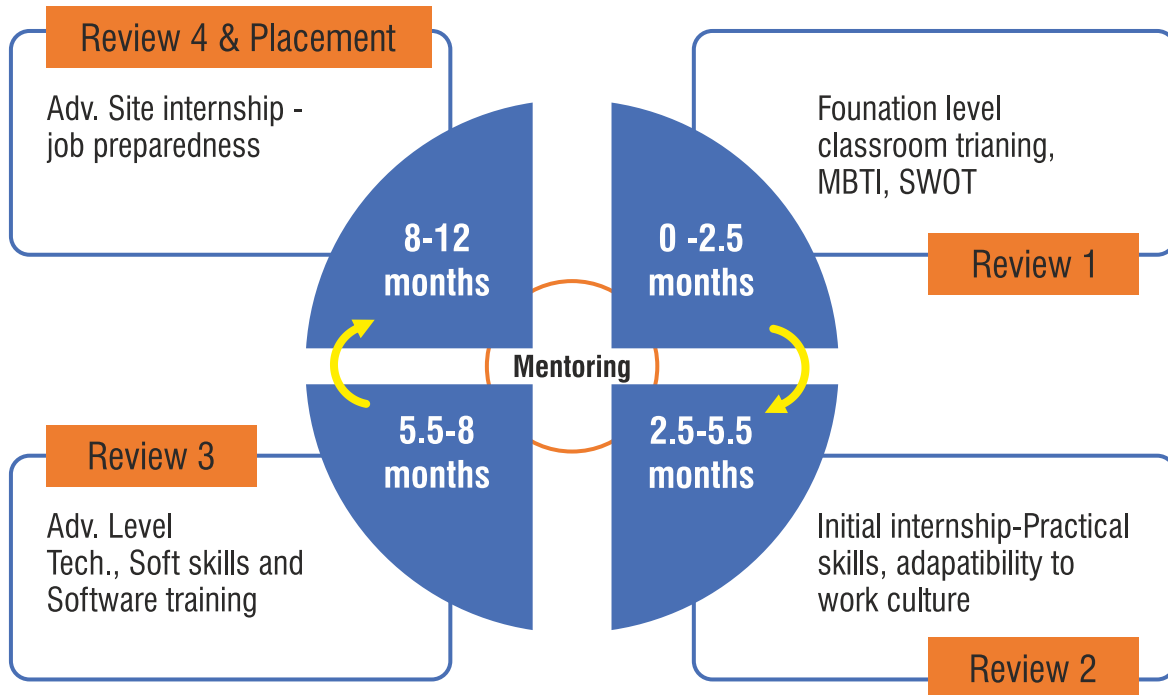 Review 4 & Placement
Adv. Site internship -
job preparedness
8-12
months
Founation level
classroom trianing,
MBTI, SWOT
Review 1
0 -2.5
months
Mentoring
Review 3
Adv. Level
Tech., Soft skills and
Software training
5.5-8
months
2.5-5.5
months
Initial internship-Practical
skills, adapatibility to
work culture
Review 2